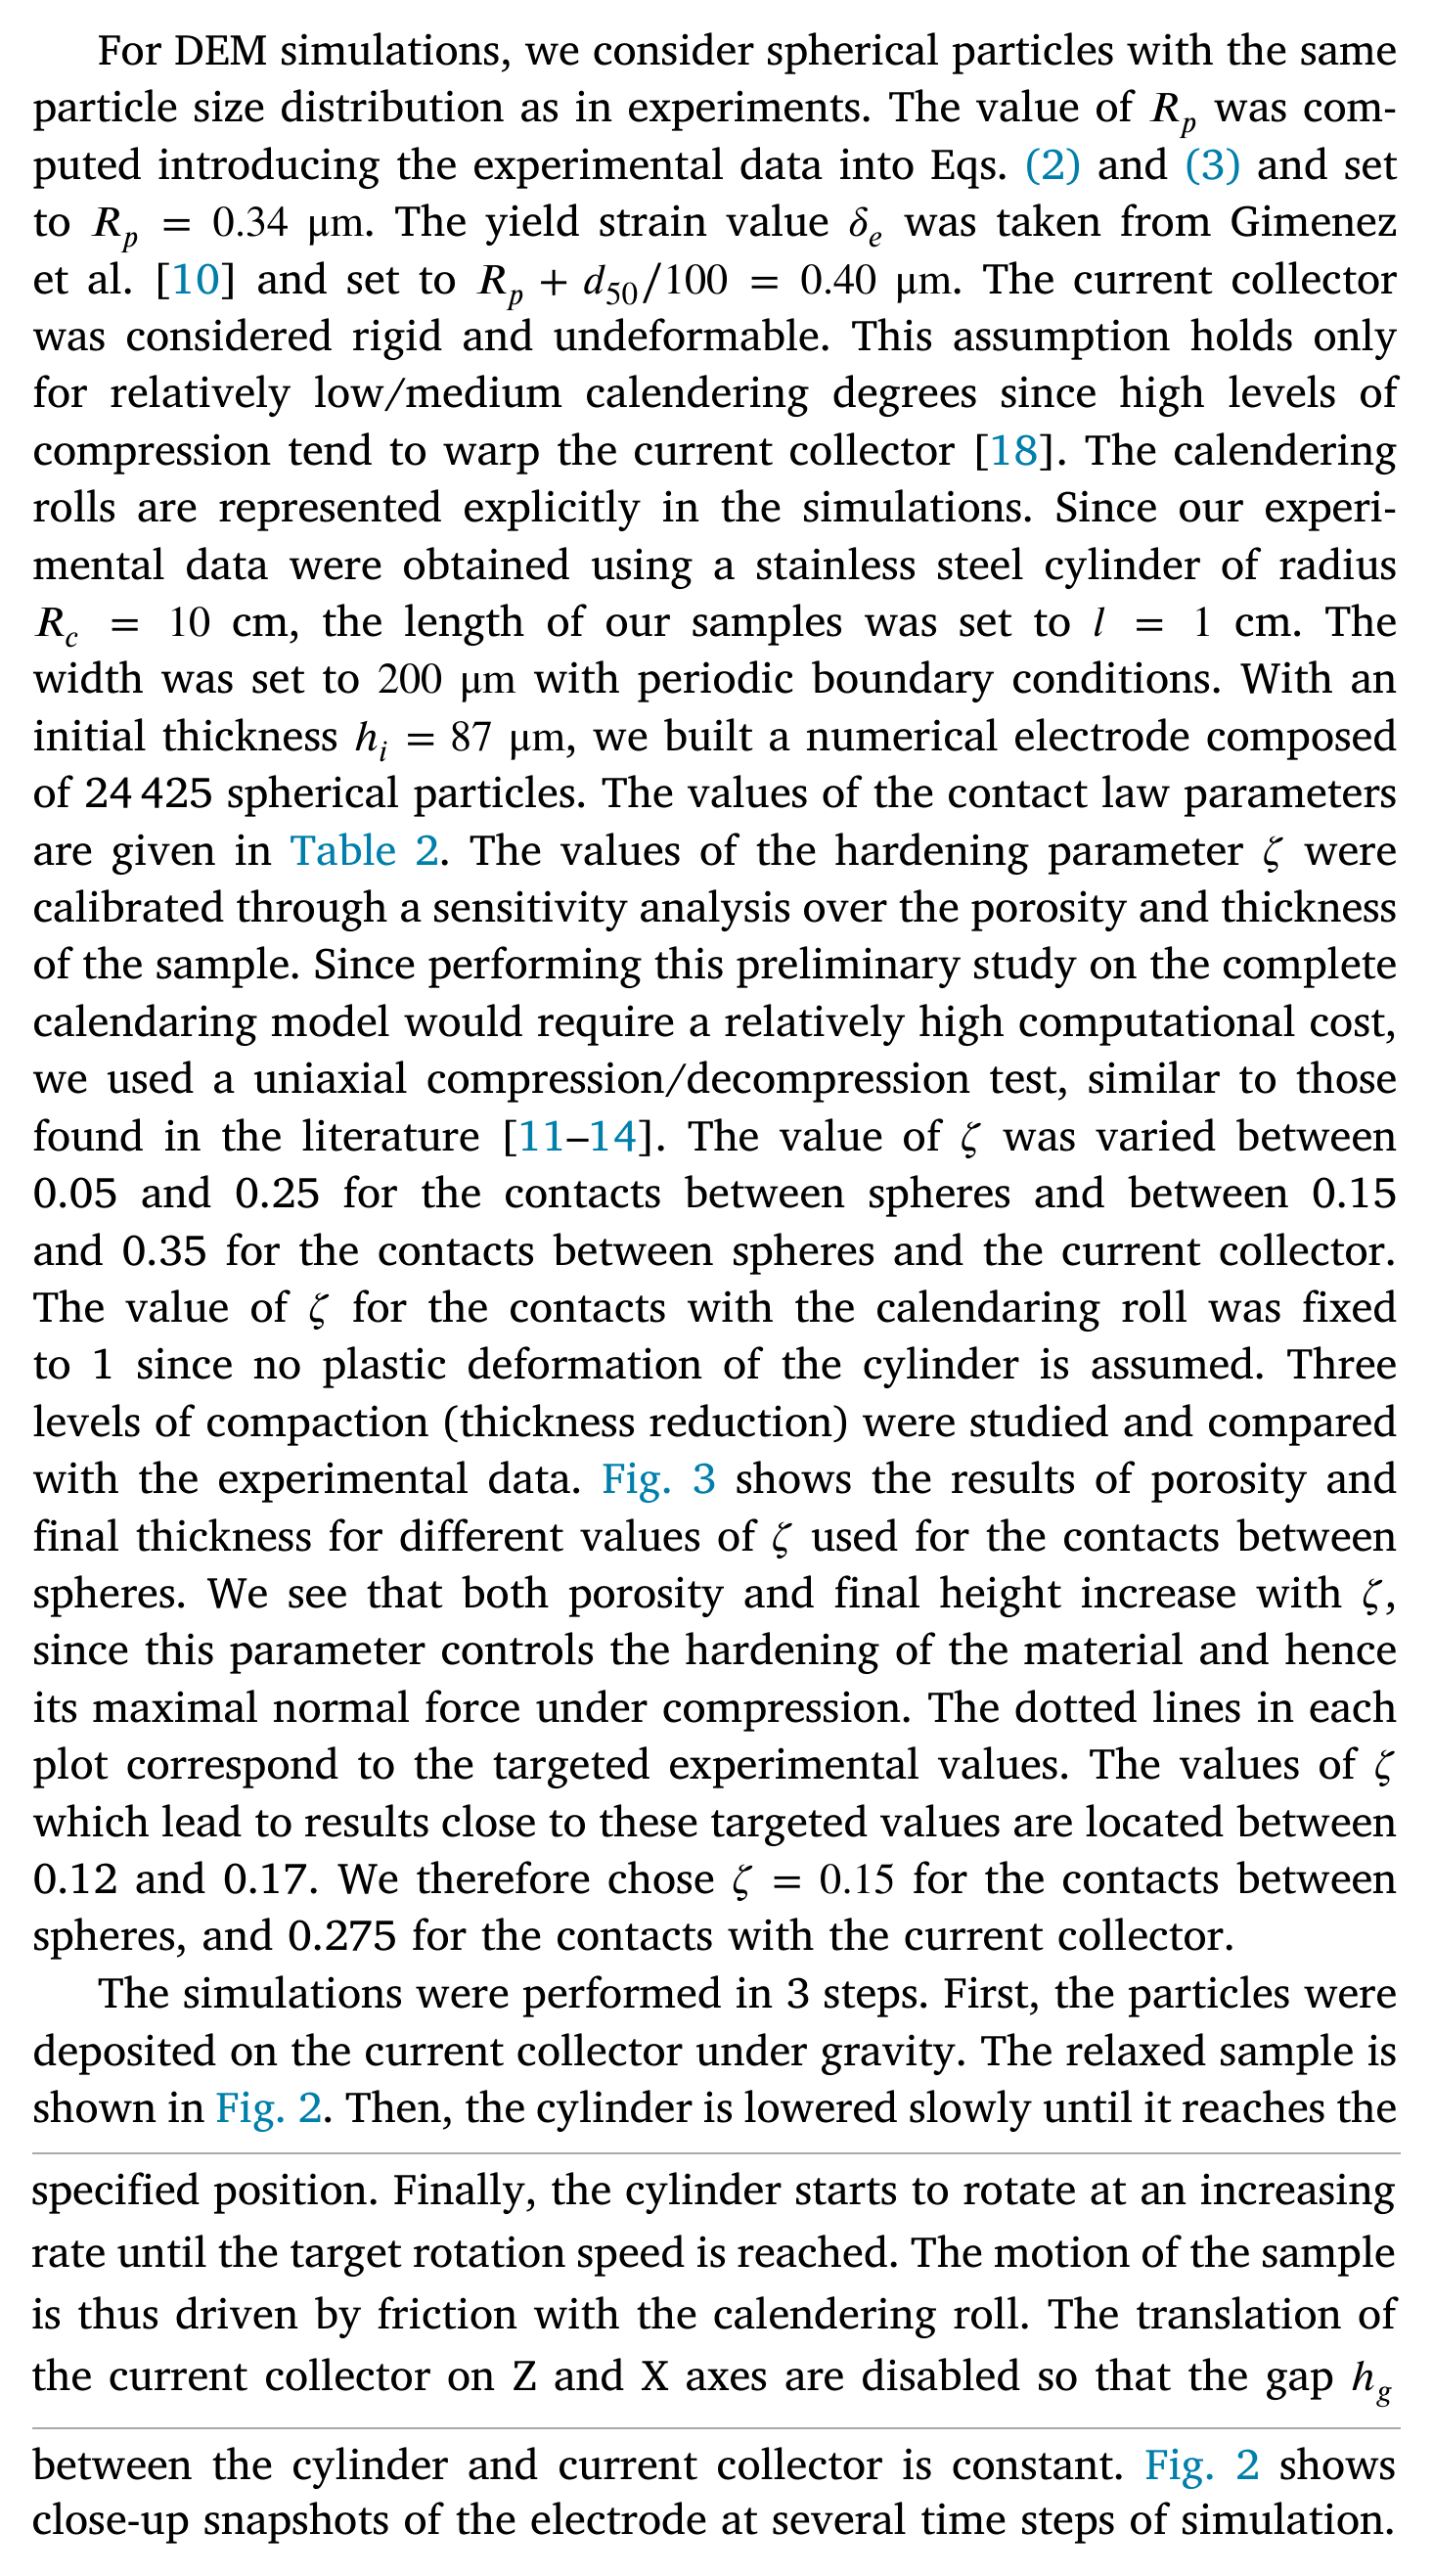 For DEM simulations, we consider spherical particles with the same
particle size distribution as in experiments. The value of Rₚ was com-
puted introducing the experimental data into Eqs. (2) and (3) and set
to Rₚ = 0.34 μm. The yield strain value δₑ was taken from Gimenez
et al. [10] and set to Rₚ + d₅₀/100 = 0.40 μm. The current collector
was considered rigid and undeformable. This assumption holds only
for relatively low/medium calendering degrees since high levels of
compression tend to warp the current collector [18]. The calendering
rolls are represented explicitly in the simulations. Since our experi-
mental data were obtained using a stainless steel cylinder of radius
R_c = 10 cm, the length of our samples was set to l = 1 cm. The
width was set to 200 μm with periodic boundary conditions. With an
initial thickness hᵢ = 87 μm, we built a numerical electrode composed
of 24 425 spherical particles. The values of the contact law parameters
are given in Table 2. The values of the hardening parameter ζ were
calibrated through a sensitivity analysis over the porosity and thickness
of the sample. Since performing this preliminary study on the complete
calendaring model would require a relatively high computational cost,
we used a uniaxial compression/decompression test, similar to those
found in the literature [11–14]. The value of ζ was varied between
0.05 and 0.25 for the contacts between spheres and between 0.15
and 0.35 for the contacts between spheres and the current collector.
The value of ζ for the contacts with the calendaring roll was fixed
to 1 since no plastic deformation of the cylinder is assumed. Three
levels of compaction (thickness reduction) were studied and compared
with the experimental data. Fig. 3 shows the results of porosity and
final thickness for different values of ζ used for the contacts between
spheres. We see that both porosity and final height increase with ζ,
since this parameter controls the hardening of the material and hence
its maximal normal force under compression. The dotted lines in each
plot correspond to the targeted experimental values. The values of ζ
which lead to results close to these targeted values are located between
0.12 and 0.17. We therefore chose ζ = 0.15 for the contacts between
spheres, and 0.275 for the contacts with the current collector.
The simulations were performed in 3 steps. First, the particles were
deposited on the current collector under gravity. The relaxed sample is
shown in Fig. 2. Then, the cylinder is lowered slowly until it reaches the
specified position. Finally, the cylinder starts to rotate at an increasing
rate until the target rotation speed is reached. The motion of the sample
is thus driven by friction with the calendering roll. The translation of
the current collector on Z and X axes are disabled so that the gap h_g
between the cylinder and current collector is constant. Fig. 2 shows
close-up snapshots of the electrode at several time steps of simulation.